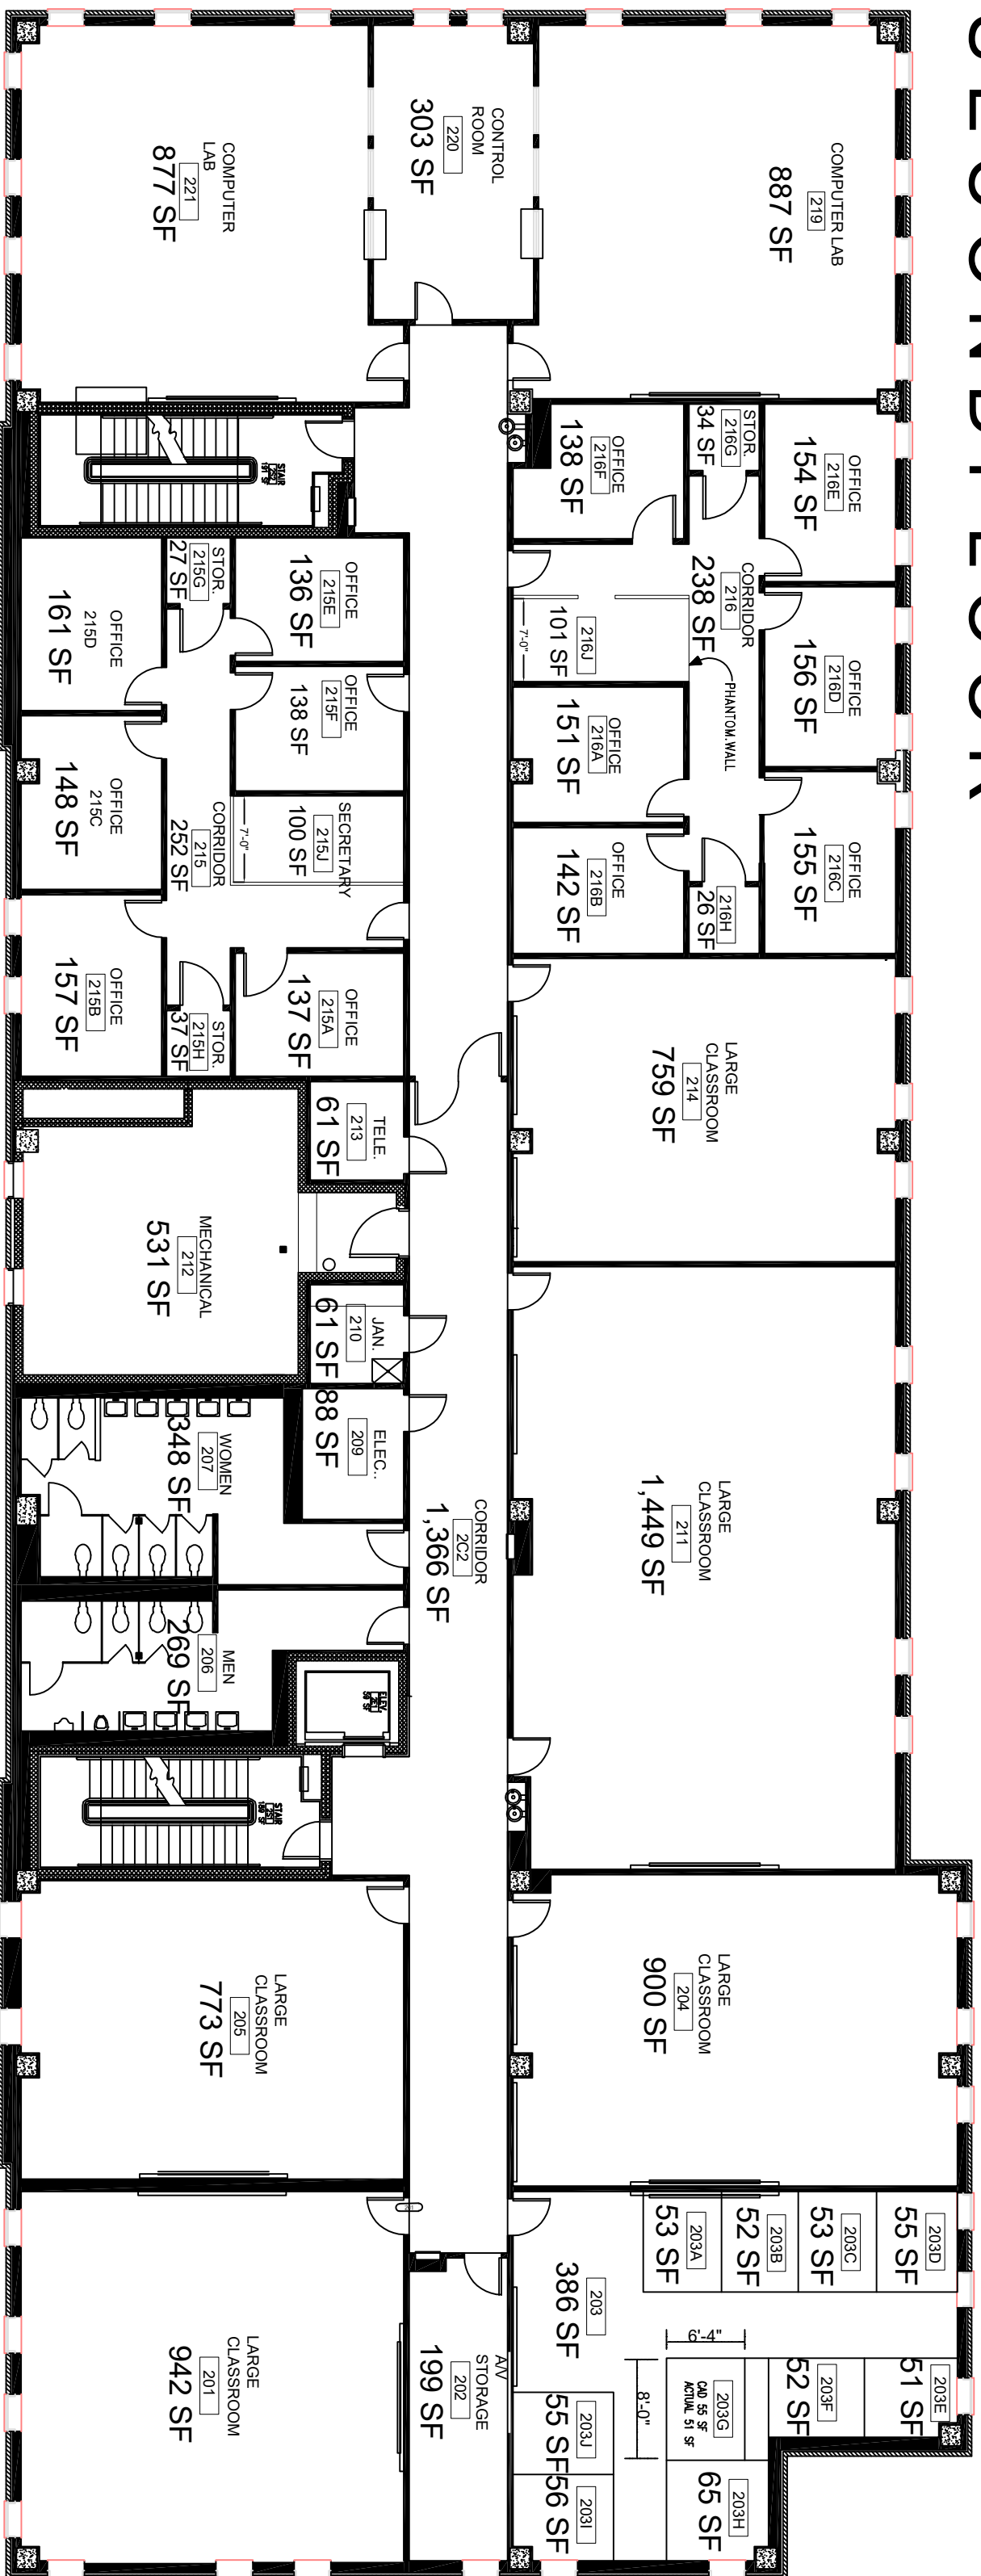 SECOND FLOOR
COMPUTER LAB
219
887 SF
CONTROL
ROOM
220
303 SF
COMPUTER
LAB
221
877 SF
OFFICE
216E
154 SF
STOR.
216G
34 SF
OFFICE
216F
138 SF
OFFICE
216D
156 SF
CORRIDOR
216
238 SF
216J
101 SF
7'-0"
PHANTOM WALL
OFFICE
216A
151 SF
OFFICE
216C
155 SF
216H
26 SF
OFFICE
216B
142 SF
STAIR
191 SF
OFFICE
215E
136 SF
STOR.
215G
27 SF
OFFICE
215D
161 SF
OFFICE
215F
138 SF
SECRETARY
215J
100 SF
7'-0"
CORRIDOR
215
252 SF
OFFICE
215C
148 SF
OFFICE
215A
137 SF
STOR.
215H
37 SF
OFFICE
215B
157 SF
LARGE
CLASSROOM
214
759 SF
TELE.
213
61 SF
MECHANICAL
212
531 SF
JAN.
210
61 SF
ELEC..
209
88 SF
LARGE
CLASSROOM
211
1,449 SF
CORRIDOR
2C2
1,366 SF
WOMEN
207
348 SF
MEN
206
269 SF
ELEV
STAIR
189 SF
LARGE
CLASSROOM
204
900 SF
LARGE
CLASSROOM
205
773 SF
203D
55 SF
203C
53 SF
203B
52 SF
203A
53 SF
203
386 SF
6'-4"
8'-0"
203E
51 SF
203F
52 SF
203G
CAD 55 SF
ACTUAL 51 SF
203H
65 SF
203J
55 SF
203I
56 SF
A/V
STORAGE
202
199 SF
LARGE
CLASSROOM
201
942 SF